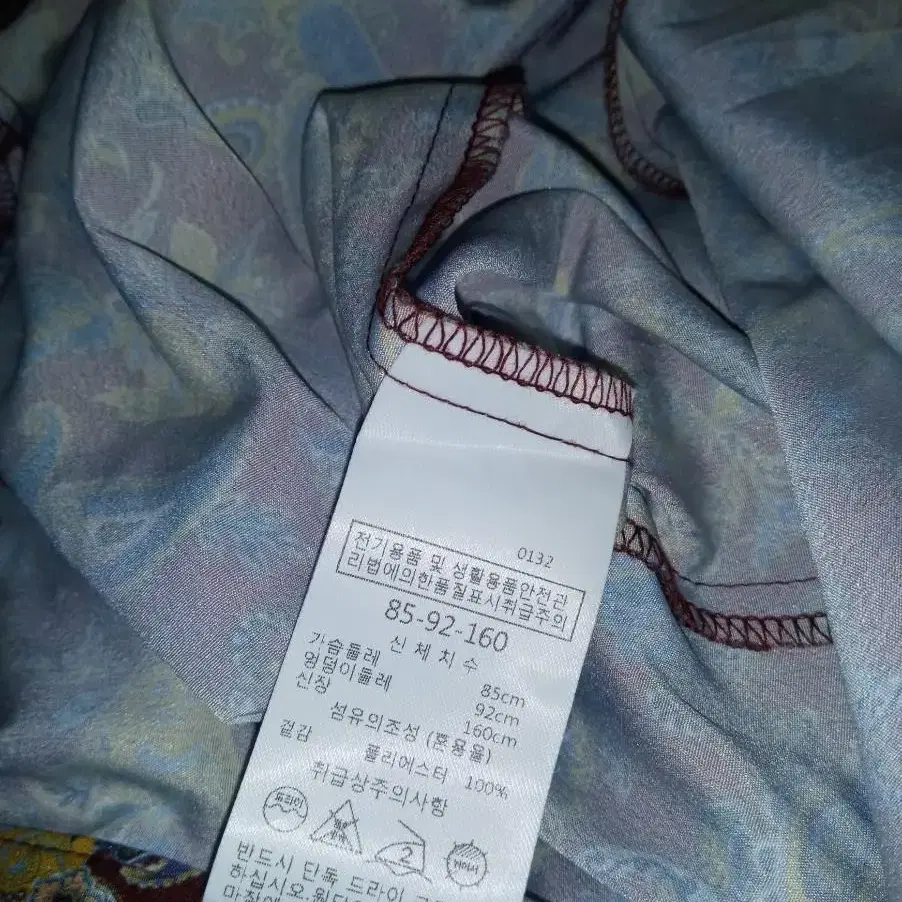 0132
전기용품 및 생활용품안전관
리법에의한품질표시취급주의
85-92-160
신체치수
가슴둘레 85cm
엉덩이둘레 92cm
신장 160cm
섬유의조성 (혼용율)
겉감 폴리에스터 100%
취급상주의사항
드라이
2
반드시 단독 드라이
하십시오.